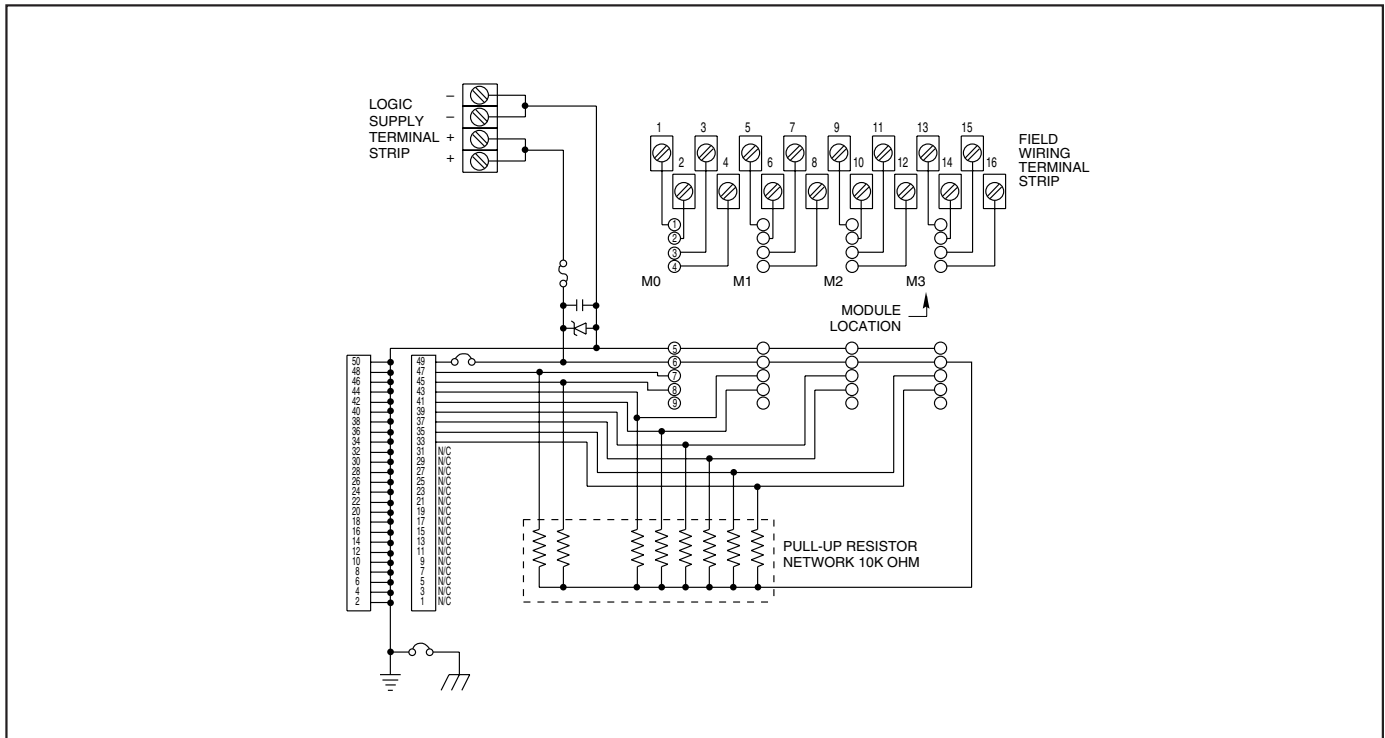 LOGIC
SUPPLY
TERMINAL
STRIP
–
–
+
+
1 3 5 7 9 11 13 15
2 4 6 8 10 12 14 16
FIELD
WIRING
TERMINAL
STRIP
1
2
3
4
M0 M1 M2 M3
MODULE
LOCATION
5
6
7
8
9
50 49
48 47
46 45
44 43
42 41
40 39
38 37
36 35
34 33
32 31 N/C
30 29 N/C
28 27 N/C
26 25 N/C
24 23 N/C
22 21 N/C
20 19 N/C
18 17 N/C
16 15 N/C
14 13 N/C
12 11 N/C
10 9 N/C
8 7 N/C
6 5 N/C
4 3 N/C
2 1 N/C
PULL-UP RESISTOR
NETWORK 10K OHM